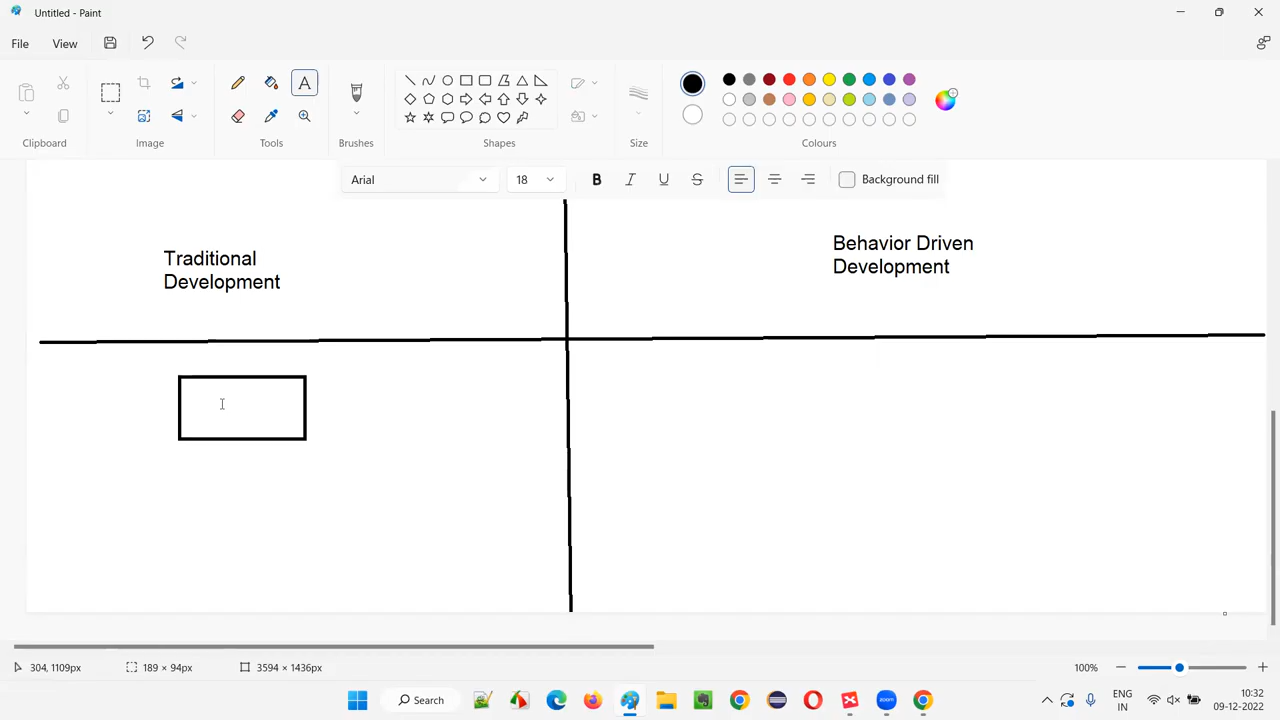 Untitled - Paint
File
View
Clipboard
Image
Tools
Brushes
Shapes
Size
Colours
Arial
18
B
I
U
S
Background fill
Traditional
Development
Behavior Driven
Development
304, 1109px
189 × 94px
3594 × 1436px
100%
Search
zoom
ENG
IN
10:32
09-12-2022